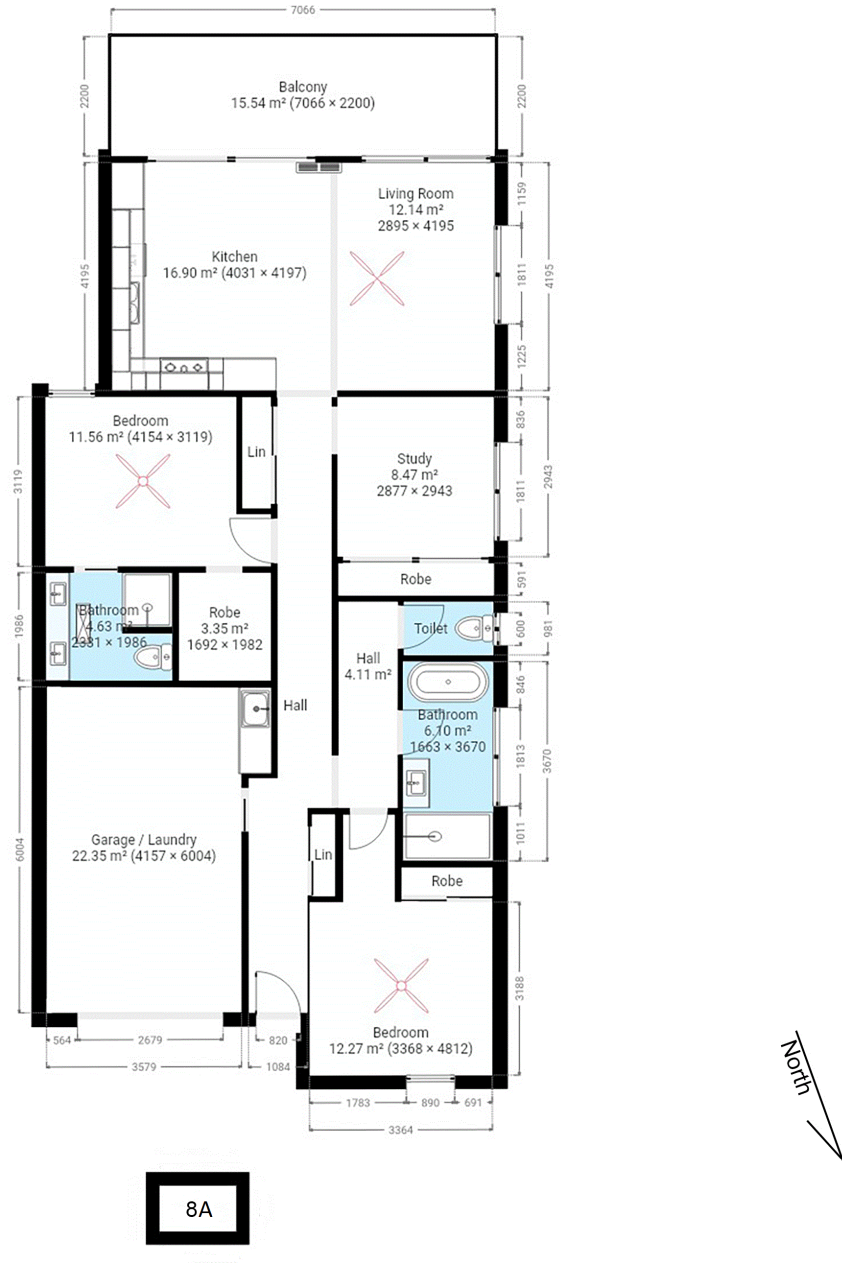 7066
Balcony
15.54 m² (7066 × 2200)
2200
2200
Living Room
12.14 m²
2895 × 4195
Kitchen
16.90 m² (4031 × 4197)
4195
1159
1811
1225
4195
Bedroom
11.56 m² (4154 × 3119)
Lin
Study
8.47 m²
2877 × 2943
3119
836
1811
2943
Robe
591
Bathroom
4.63 m²
2331 × 1986
Robe
3.35 m²
1692 × 1982
1986
Toilet
600
981
Hall
4.11 m²
Hall
Bathroom
6.10 m²
1663 × 3670
846
1813
1011
3670
Garage / Laundry
22.35 m² (4157 × 6004)
6004
Lin
Robe
Bedroom
12.27 m² (3368 × 4812)
3188
564
2679
820
3579
1084
1783
890
691
3364
North
8A